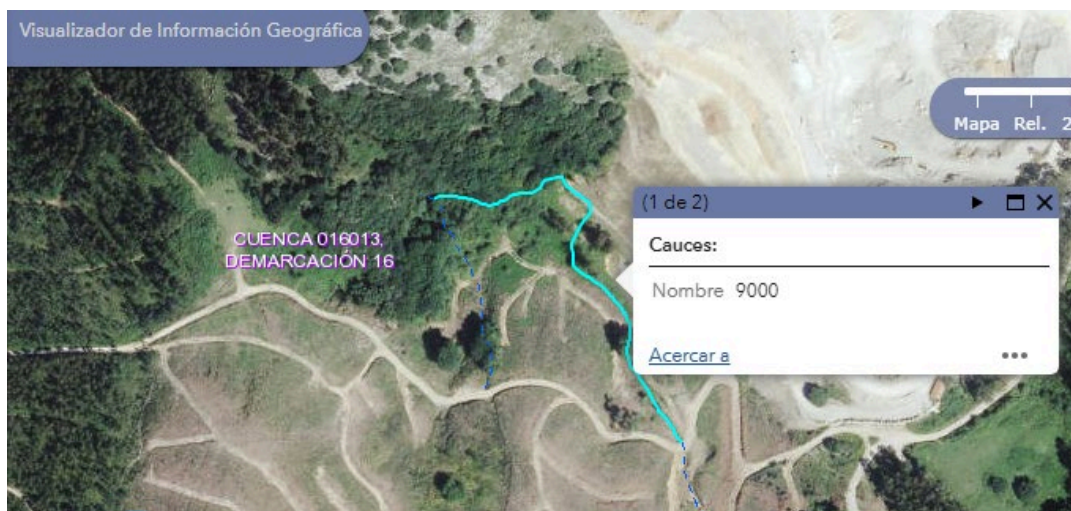 Visualizador de Información Geográfica
Mapa Rel. 2
(1 de 2)
Cauces:
CUENCA 016013,
DEMARCACIÓN 16
Nombre 9000
Acercar a